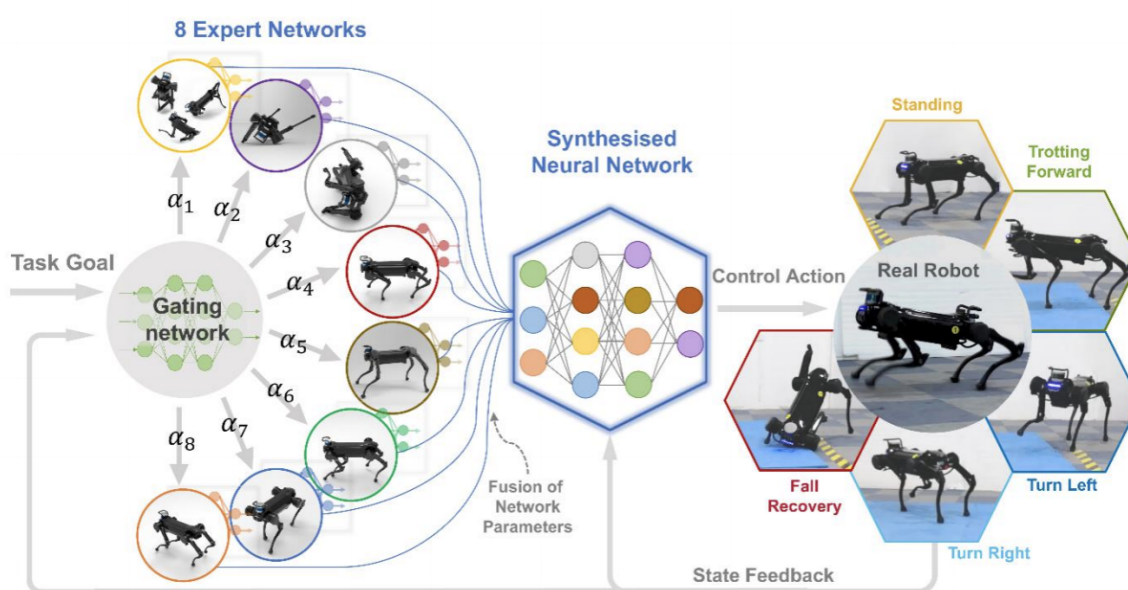 8 Expert Networks
α1
α2
α3
α4
α5
α6
α7
α8
Task Goal
Gating
network
Fusion of
Network
Parameters
Synthesised
Neural Network
Control Action
State Feedback
Standing
Trotting
Forward
Real Robot
Fall
Recovery
Turn Left
Turn Right